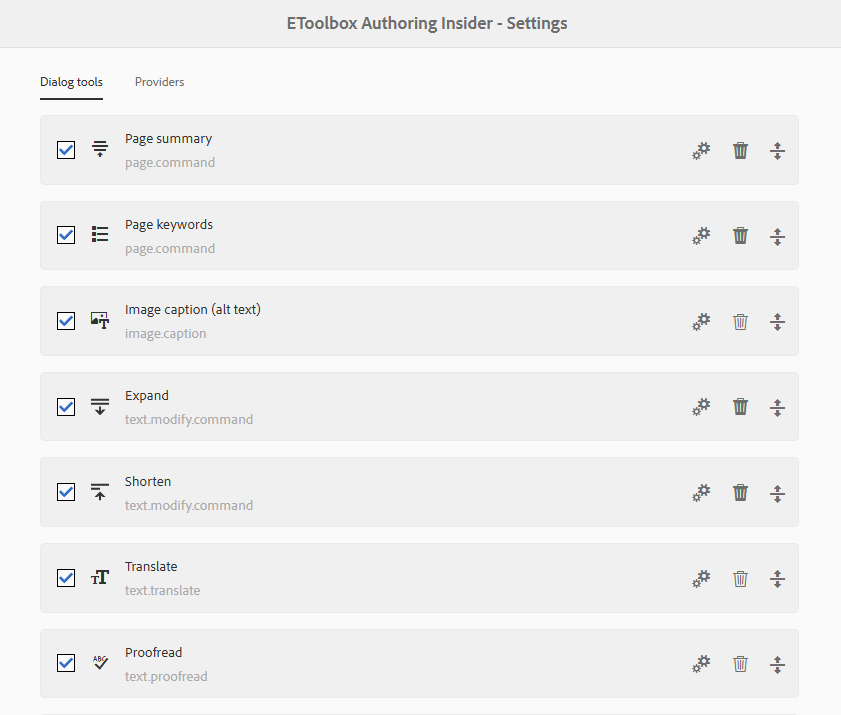 EToolbox Authoring Insider - Settings
Dialog tools
Providers
Page summary
page.command
Page keywords
page.command
Image caption (alt text)
image.caption
Expand
text.modify.command
Shorten
text.modify.command
Translate
text.translate
ABC
Proofread
text.proofread